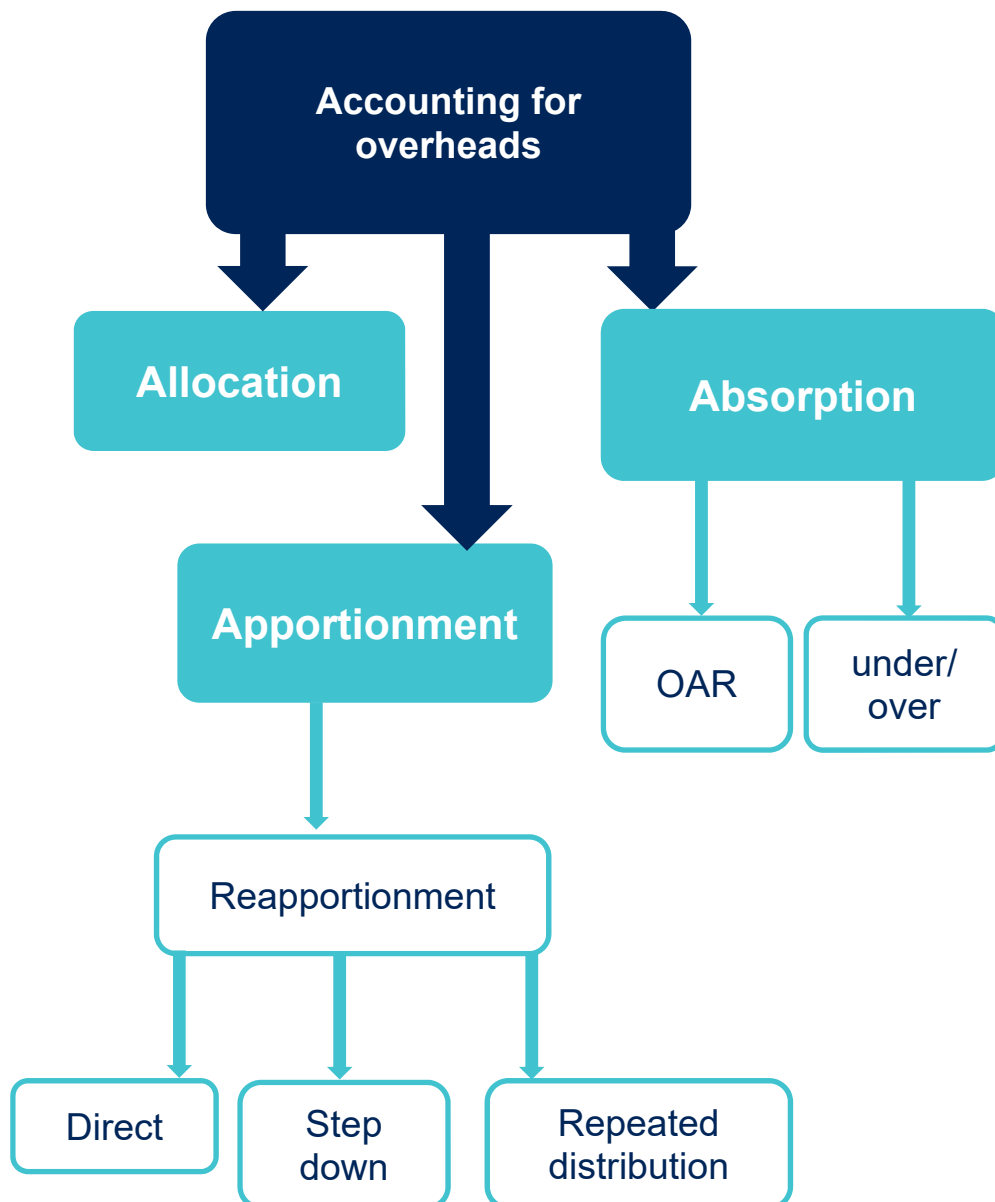 Accounting for
overheads
Allocation
Absorption
Apportionment
OAR
under/
over
Reapportionment
Direct
Step
down
Repeated
distribution